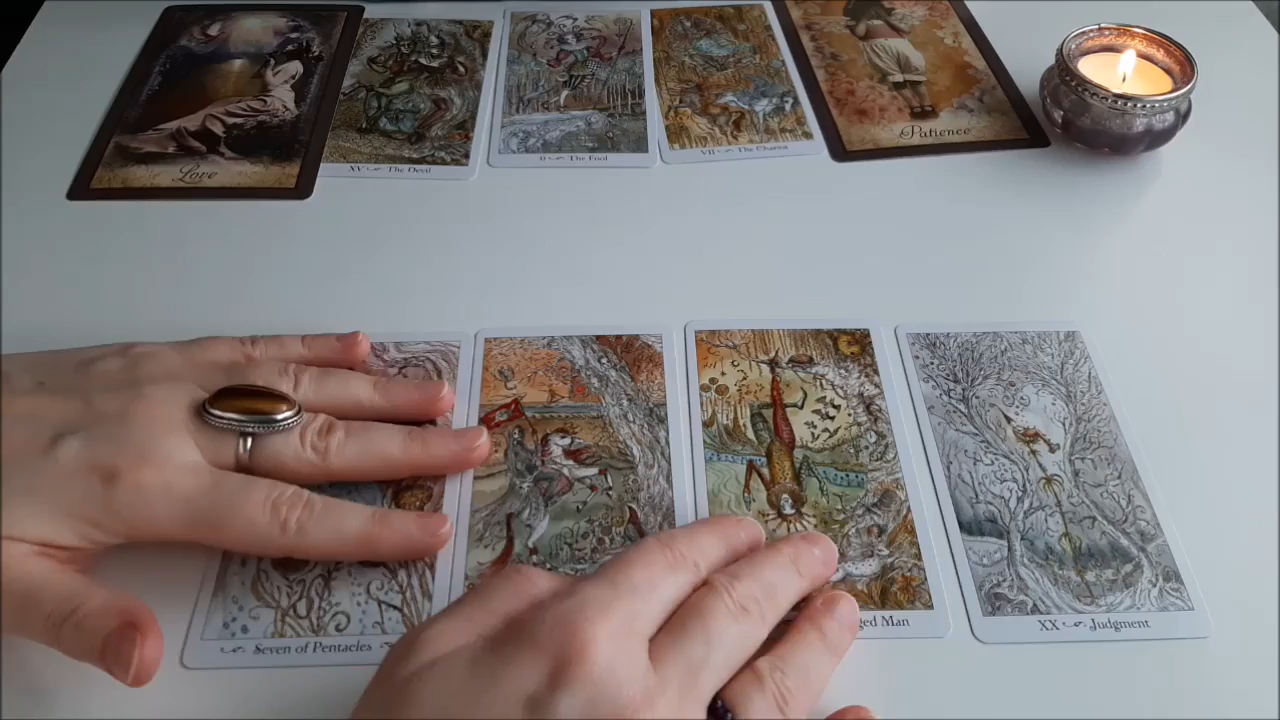 Love
XV The Devil
0 The Fool
VII The Chariot
Patience
Seven of Pentacles
ged Man
XX Judgment